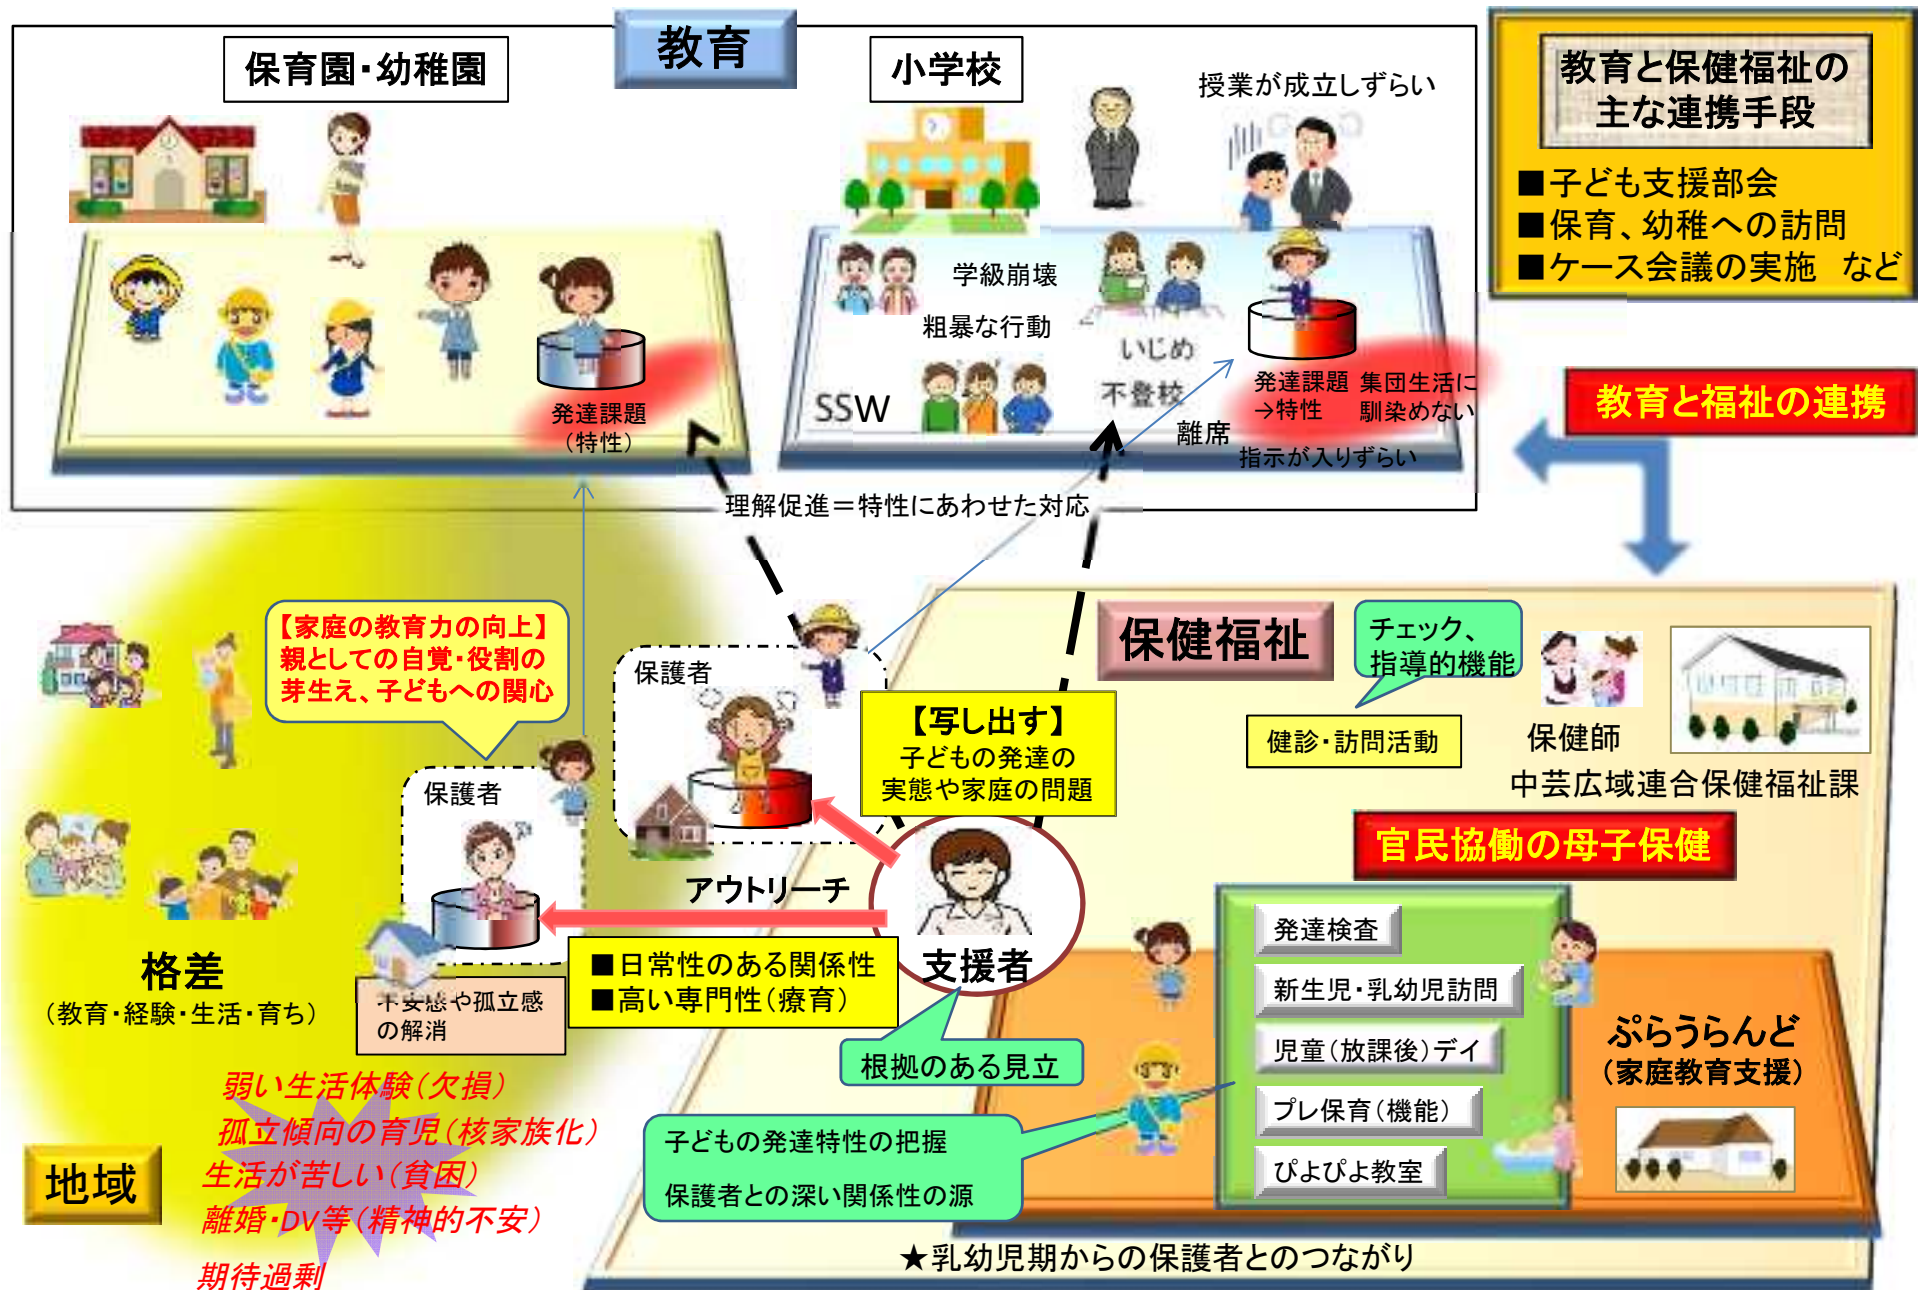 教育
保育園・幼稚園
小学校
授業が成立しずらい
教育と保健福祉の
主な連携手段
■子ども支援部会
■保育、幼稚への訪問
■ケース会議の実施　など
学級崩壊
粗暴な行動
いじめ
不登校
SSW
離席
発達課題
→特性
集団生活に
馴染めない
指示が入りずらい
発達課題
（特性）
教育と福祉の連携
理解促進＝特性にあわせた対応
【家庭の教育力の向上】
親としての自覚・役割の
芽生え、子どもへの関心
保護者
保護者
【写し出す】
子どもの発達の
実態や家庭の問題
保健福祉
チェック、
指導的機能
健診・訪問活動
保健師
中芸広域連合保健福祉課
官民協働の母子保健
アウトリーチ
■日常性のある関係性
■高い専門性（療育）
支援者
根拠のある見立
格差
（教育・経験・生活・育ち）
不安感や孤立感
の解消
発達検査
新生児・乳幼児訪問
児童（放課後）デイ
プレ保育（機能）
ぴよぴよ教室
ぷらうらんど
（家庭教育支援）
子どもの発達特性の把握
保護者との深い関係性の源
地域
弱い生活体験（欠損）
孤立傾向の育児（核家族化）
生活が苦しい（貧困）
離婚・DV等（精神的不安）
期待過剰
★乳幼児期からの保護者とのつながり